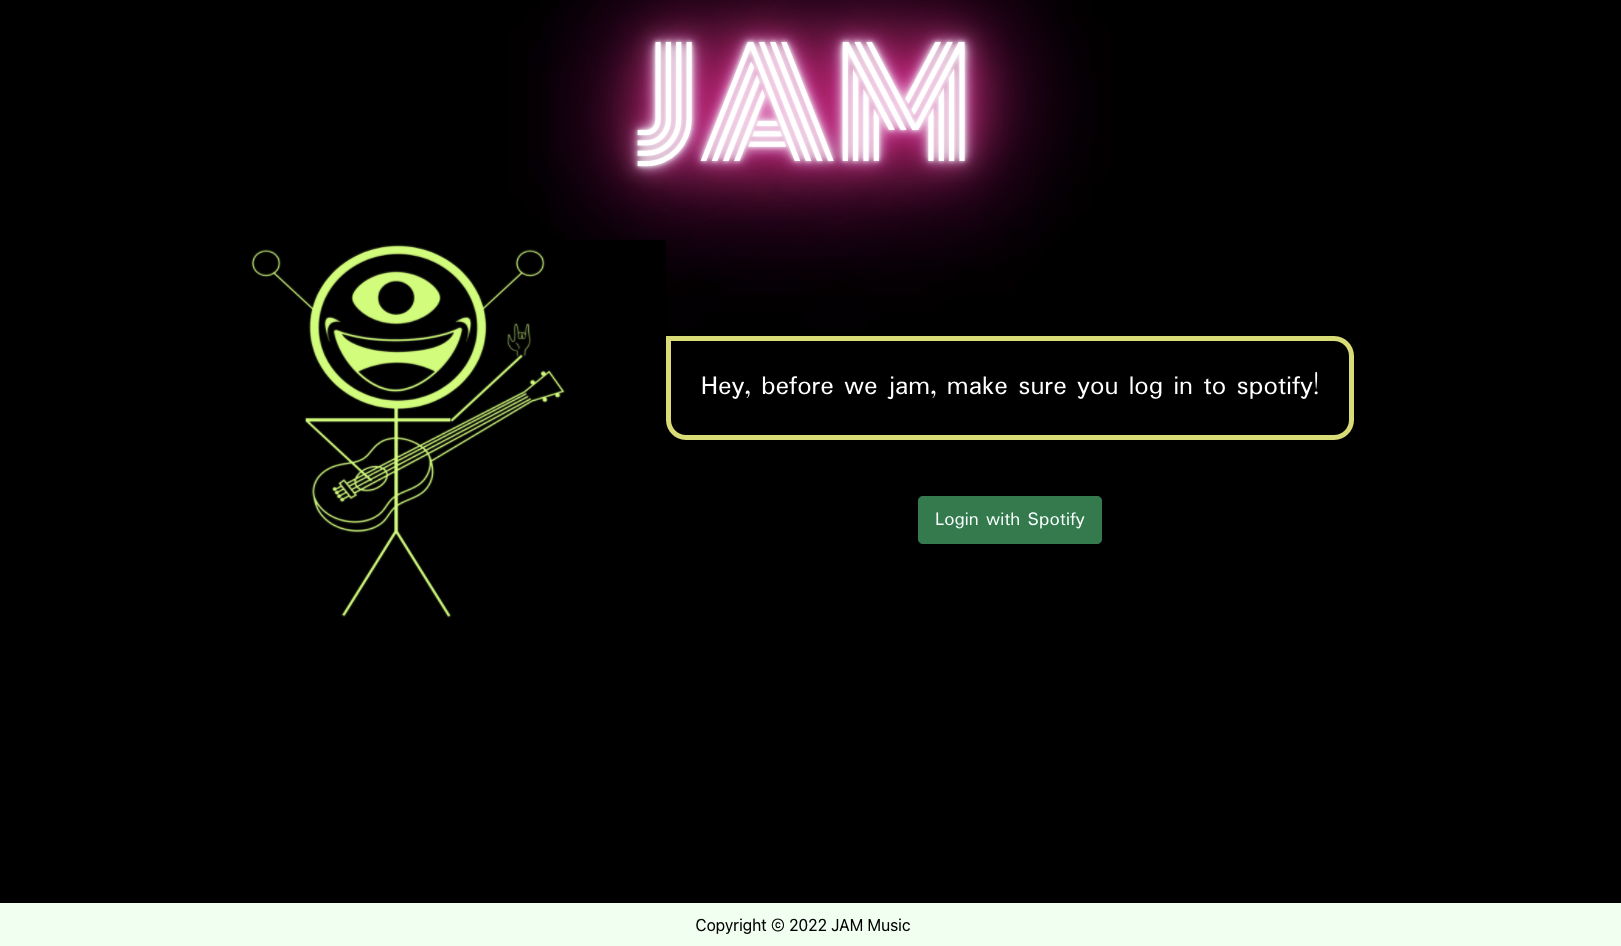 JAM
Hey, before we jam, make sure you log in to spotify!
Login with Spotify
Copyright © 2022 JAM Music